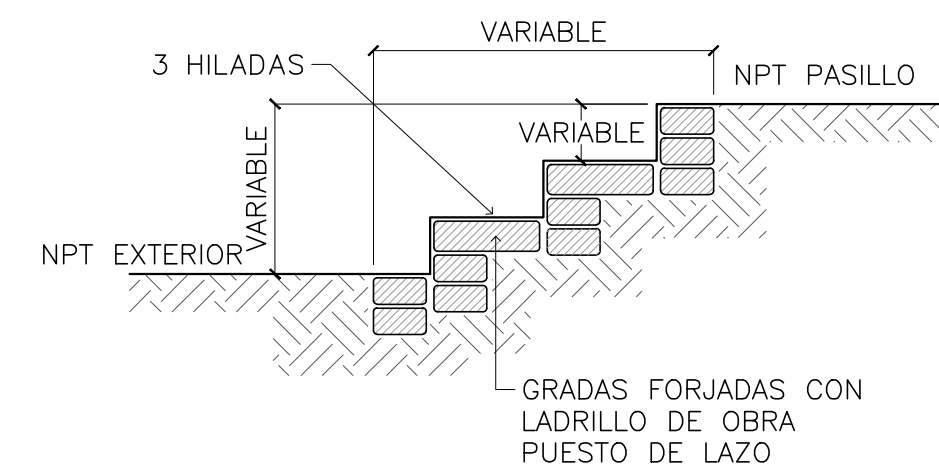 VARIABLE
3 HILADAS
NPT PASILLO
VARIABLE
VARIABLE
NPT EXTERIOR
GRADAS FORJADAS CON
LADRILLO DE OBRA
PUESTO DE LAZO